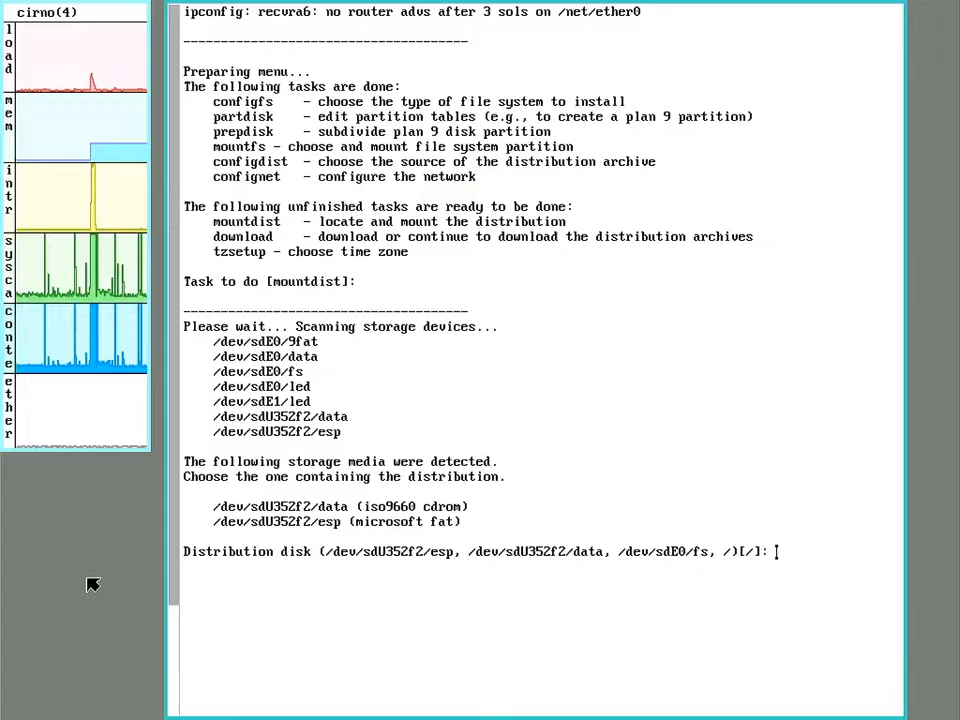 cirno(4)
load
mem
intr
sysca
conte
ether
ipconfig: recvra6: no router advs after 3 sols on /net/ether0
--------------------------------------
Preparing menu...
The following tasks are done:
configfs - choose the type of file system to install
partdisk - edit partition tables (e.g., to create a plan 9 partition)
prepdisk - subdivide plan 9 disk partition
mountfs - choose and mount file system partition
configdist - choose the source of the distribution archive
confignet - configure the network
The following unfinished tasks are ready to be done:
mountdist - locate and mount the distribution
download - download or continue to download the distribution archives
tzsetup - choose time zone
Task to do [mountdist]:
--------------------------------------
Please wait... Scanning storage devices...
/dev/sdE0/9fat
/dev/sdE0/data
/dev/sdE0/fs
/dev/sdE0/led
/dev/sdE1/led
/dev/sdU352f2/data
/dev/sdU352f2/esp
The following storage media were detected.
Choose the one containing the distribution.
/dev/sdU352f2/data (iso9660 cdrom)
/dev/sdU352f2/esp (microsoft fat)
Distribution disk (/dev/sdU352f2/esp, /dev/sdU352f2/data, /dev/sdE0/fs, /)[/]: